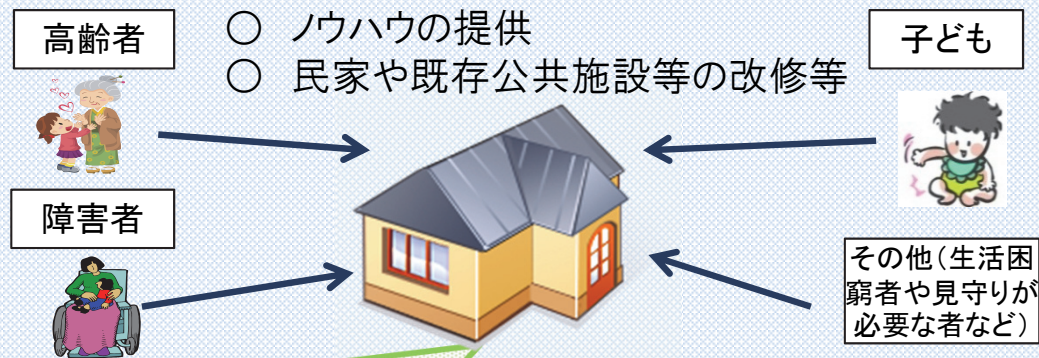 高齢者
○ ノウハウの提供
○ 民家や既存公共施設等の改修等
子ども
障害者
その他(生活困
窮者や見守りが
必要な者など)